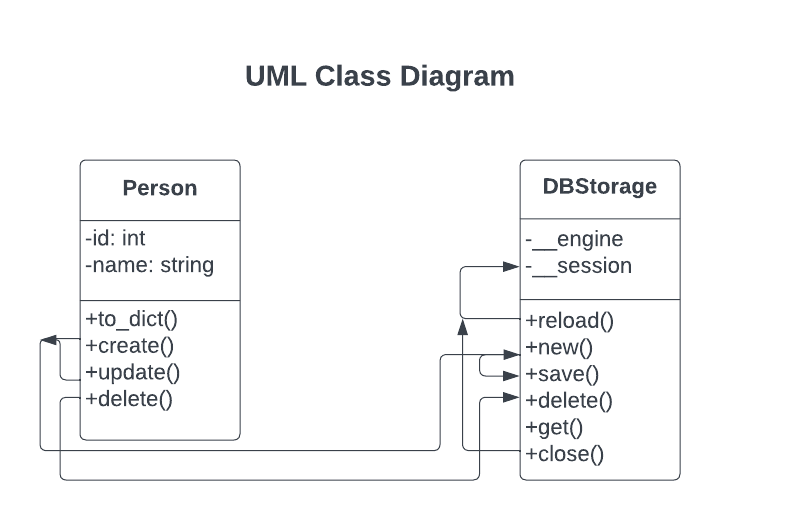 UML Class Diagram
Person
-id: int
-name: string
+to_dict()
+create()
+update()
+delete()
DBStorage
-__engine
-__session
+reload()
+new()
+save()
+delete()
+get()
+close()